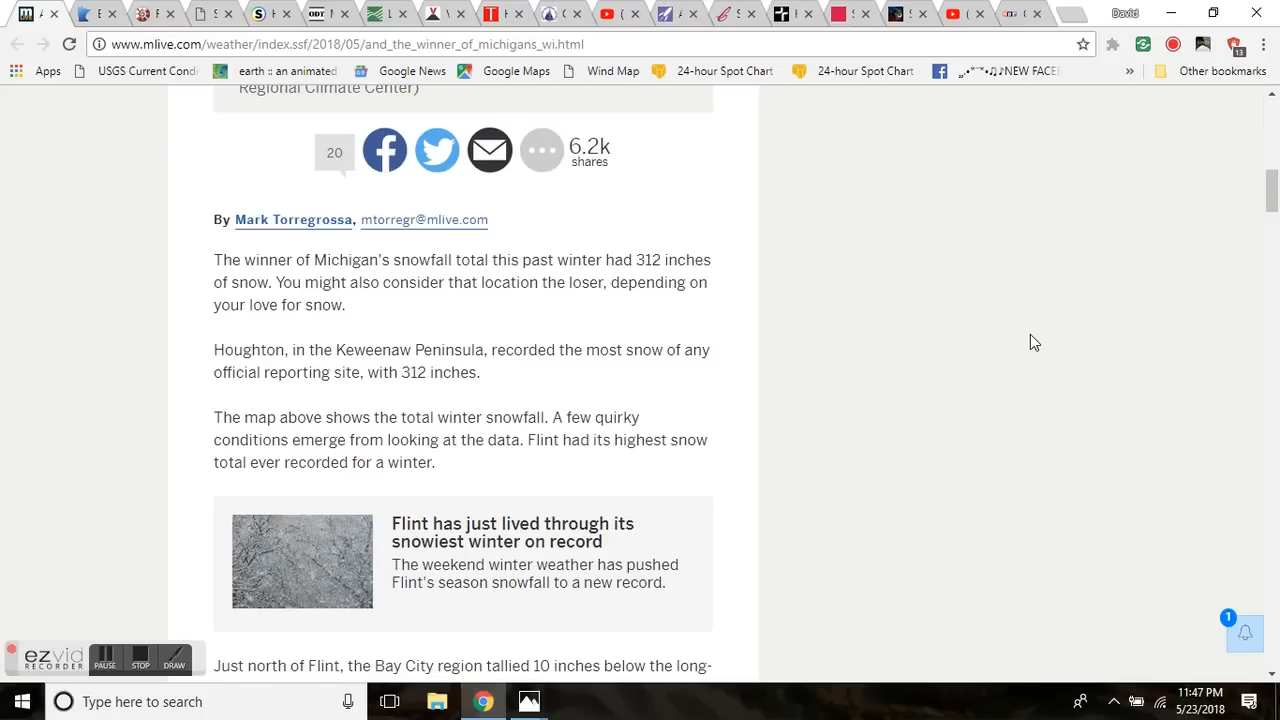 David
www.mlive.com/weather/index.ssf/2018/05/and_the_winner_of_michigans_wi.html
13
Apps USGS Current Cond earth :: an animated Google News Google Maps Wind Map 24-hour Spot Chart 24-hour Spot Chart NEW FACE » Other bookmarks
Regional Climate Center)
20
6.2k
shares
By Mark Torregrossa, mtorregr@mlive.com
The winner of Michigan's snowfall total this past winter had 312 inches
of snow. You might also consider that location the loser, depending on
your love for snow.
Houghton, in the Keweenaw Peninsula, recorded the most snow of any
official reporting site, with 312 inches.
The map above shows the total winter snowfall. A few quirky
conditions emerge from looking at the data. Flint had its highest snow
total ever recorded for a winter.
Flint has just lived through its
snowiest winter on record
The weekend winter weather has pushed
Flint's season snowfall to a new record.
1
ezvid
RECORDER
PAUSE STOP DRAW
Just north of Flint, the Bay City region tallied 10 inches below the long-
Type here to search
11:47 PM
5/23/2018